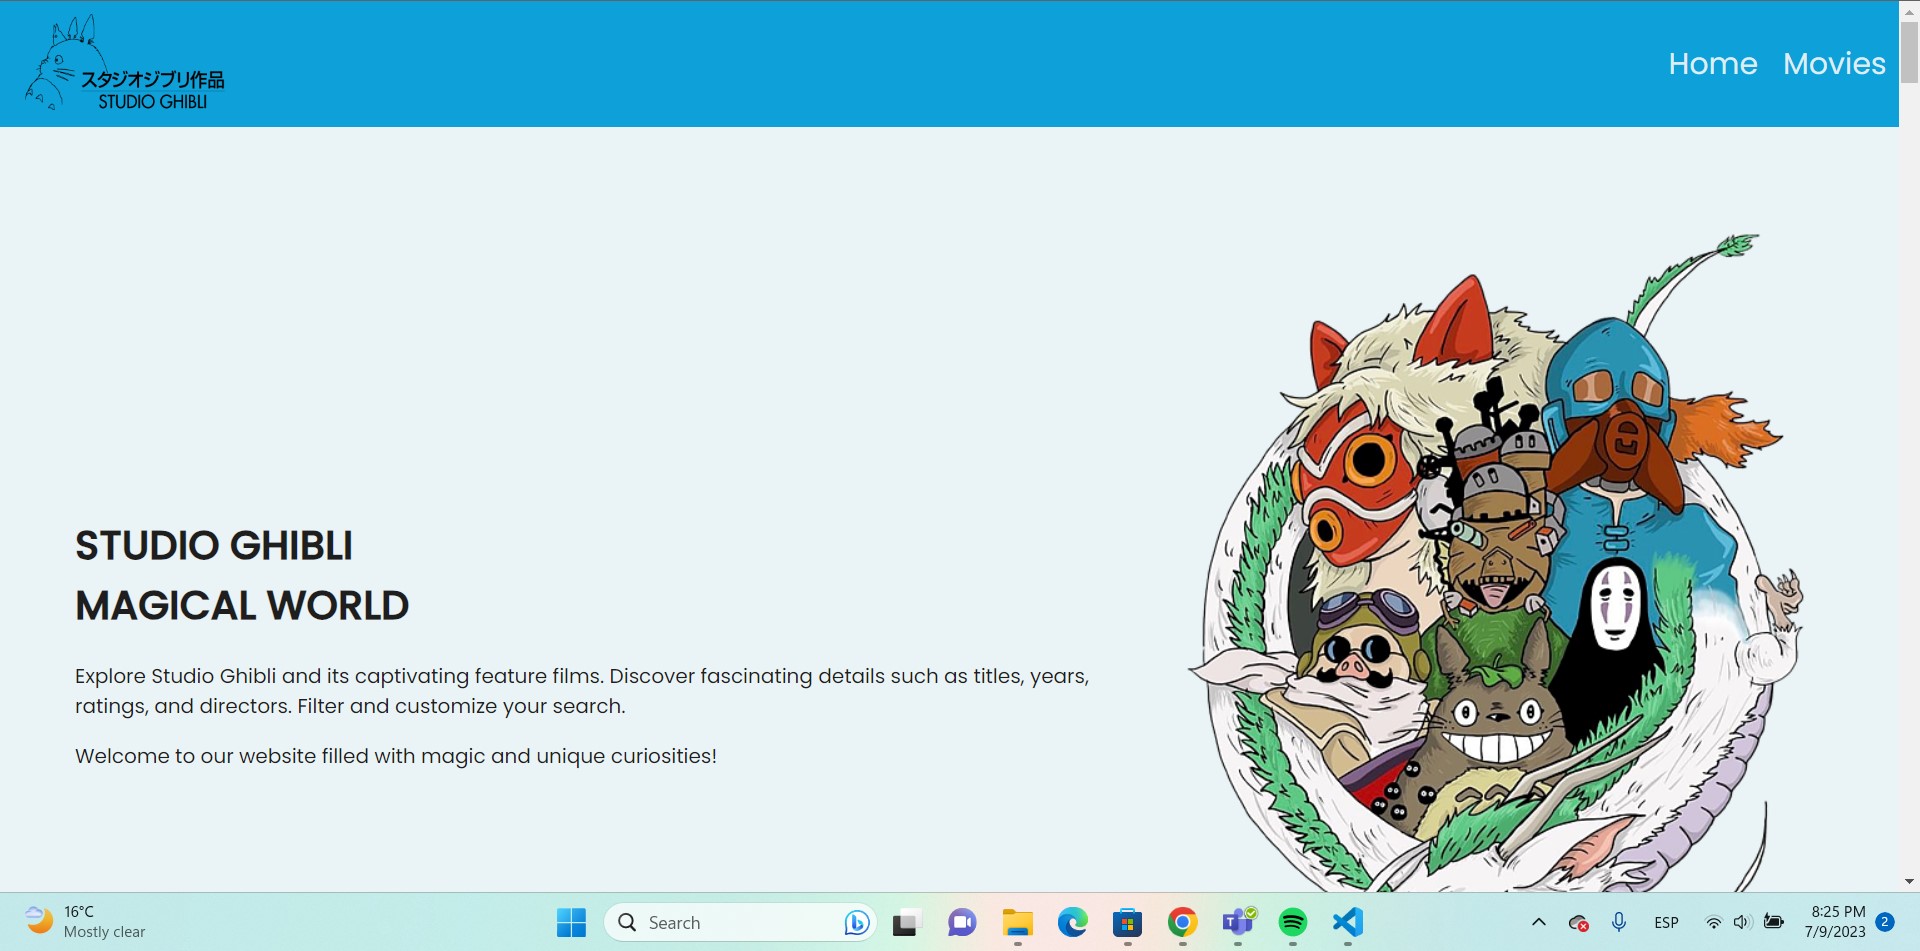 スタジオジブリ作品
STUDIO GHIBLI
Home Movies
STUDIO GHIBLI
MAGICAL WORLD
Explore Studio Ghibli and its captivating feature films. Discover fascinating details such as titles, years,
ratings, and directors. Filter and customize your search.
Welcome to our website filled with magic and unique curiosities!
16°C
Mostly clear
Search
ESP
8:25 PM
7/9/2023
2